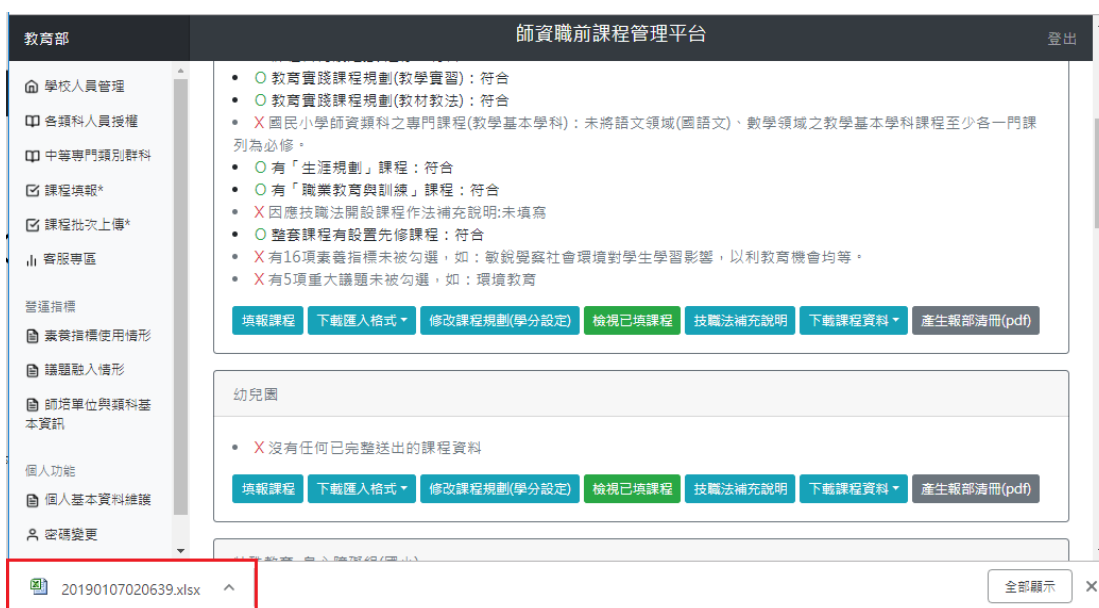 教育部
師資職前課程管理平台
登出
學校人員管理
各類科人員授權
中等專門類別群科
課程填報*
課程批次上傳*
客服專區
營運指標
素養指標使用情形
議題融入情形
師培單位與類科基
本資訊
個人功能
個人基本資料維護
密碼變更
O 教育實踐課程規劃(教學實習)：符合
O 教育實踐課程規劃(教材教法)：符合
X 國民小學師資類科之專門課程(教學基本學科)：未將語文領域(國語文)、數學領域之教學基本學科課程至少各一門課
列為必修。
O 有「生涯規劃」課程：符合
O 有「職業教育與訓練」課程：符合
X 因應技職法開設課程作法補充說明:未填寫
O 整套課程有設置先修課程：符合
X 有16項素養指標未被勾選，如：敏銳覺察社會環境對學生學習影響，以利教育機會均等。
X 有5項重大議題未被勾選，如：環境教育
填報課程 下載匯入格式 修改課程規劃(學分設定) 檢視已填課程 技職法補充說明 下載課程資料 產生報部清冊(pdf)
幼兒園
X 沒有任何已完整送出的課程資料
填報課程 下載匯入格式 修改課程規劃(學分設定) 檢視已填課程 技職法補充說明 下載課程資料 產生報部清冊(pdf)
20190107020639.xlsx
全部顯示